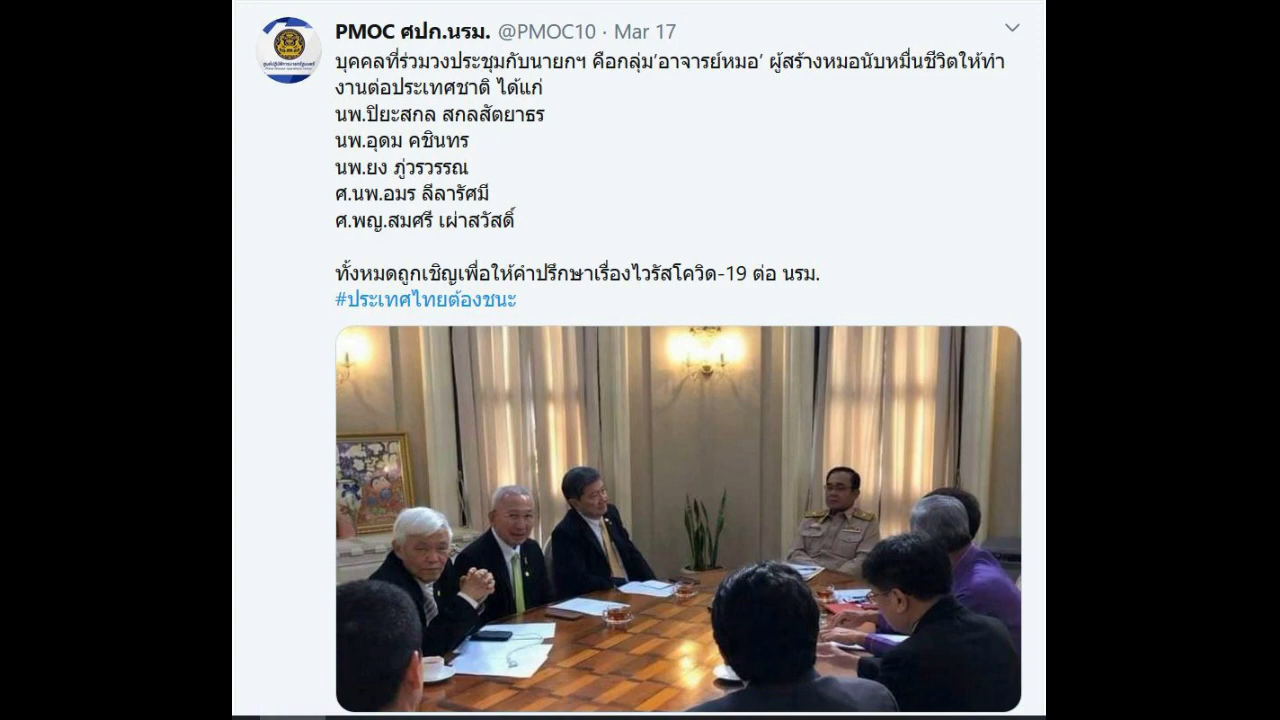 PMOC ศปก.นรม. @PMOC10 · Mar 17
บุคคลที่ร่วมวงประชุมกับนายกฯ คือกลุ่ม'อาจารย์หมอ' ผู้สร้างหมอนับหมื่นชีวิตให้ทำ
งานต่อประเทศชาติ ได้แก่
นพ.ปิยะสกล สกลสัตยาธร
นพ.อุดม คชินทร
นพ.ยง ภู่วรวรรณ
ศ.นพ.อมร ลีลารัศมี
ศ.พญ.สมศรี เผ่าสวัสดิ์
ทั้งหมดถูกเชิญเพื่อให้คำปรึกษาเรื่องไวรัสโควิด-19 ต่อ นรม.
#ประเทศไทยต้องชนะ